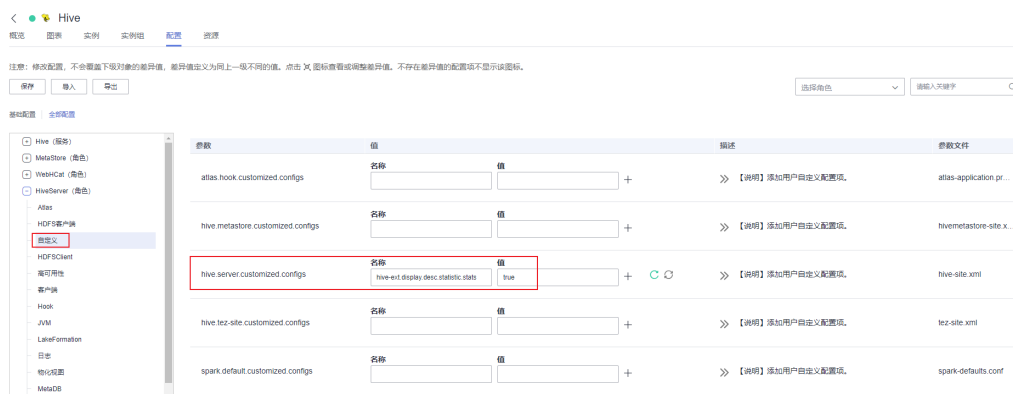 Hive
概览 图表 实例 实例组 配置 资源
注意：修改配置，不会覆盖下级对象的差异值，差异值定义为同上一级不同的值。点击 图标查看或调整差异值。不存在差异值的配置项不显示该图标。
保存 导入 导出 选择角色 请输入关键字
基础配置 全部配置
Hive（服务）
MetaStore（角色）
WebHCat（角色）
HiveServer（角色）
Atlas
HDFS客户端
自定义
HDFSClient
高可用性
客户端
Hook
JVM
LakeFormation
日志
物化视图
MetaDB
参数 值 描述 参数文件
名称 值
atlas.hook.customized.configs 【说明】添加用户自定义配置项。 atlas-application.pr...
名称 值
hive.metastore.customized.configs 【说明】添加用户自定义配置项。 hivemetastore-site.x...
名称 值
hive.server.customized.configs hive-ext.display.desc.statistic.stats true 【说明】添加用户自定义配置项。 hive-site.xml
名称 值
hive.tez-site.customized.configs 【说明】添加用户自定义配置项。 tez-site.xml
名称 值
spark.default.customized.configs 【说明】添加用户自定义配置项。 spark-defaults.conf